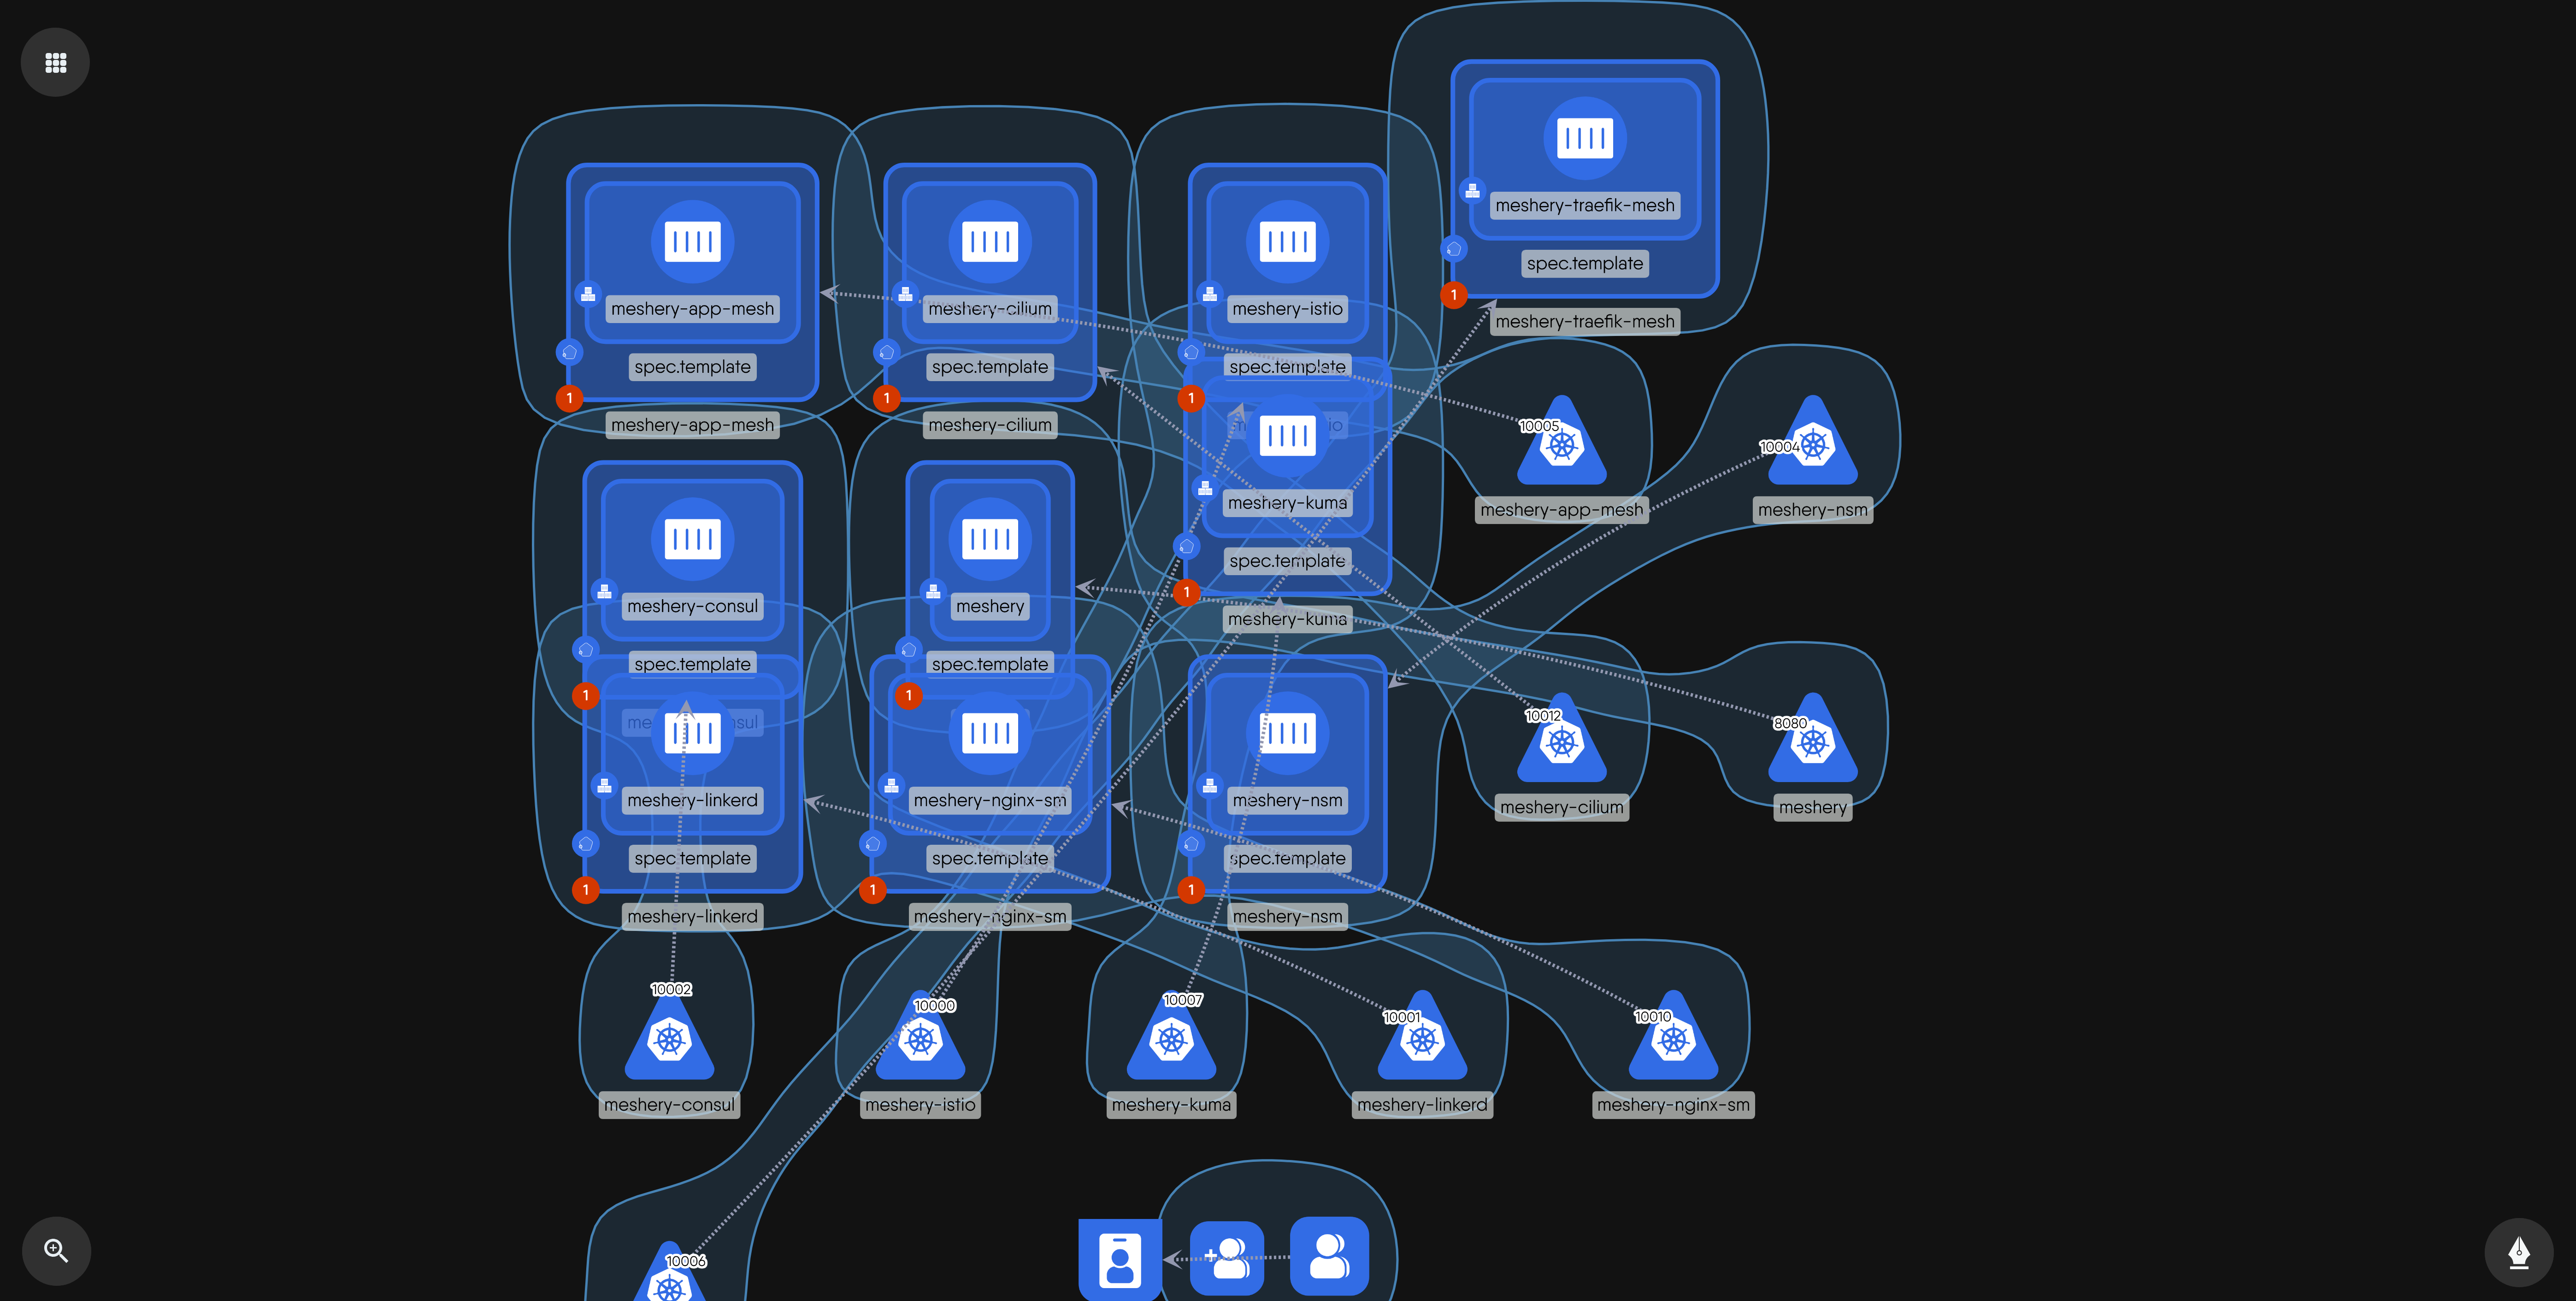 meshery-traefik-mesh
spec.template
1
meshery-traefik-mesh
meshery-app-mesh
spec.template
1
meshery-app-mesh
meshery-cilium
spec.template
1
meshery-cilium
meshery-istio
spec.template
1
meshery-kuma
spec.template
1
meshery-kuma
10005
meshery-app-mesh
10004
meshery-nsm
meshery-consul
spec.template
1
meshery
spec.template
1
meshery-linkerd
spec.template
1
meshery-linkerd
meshery-nginx-sm
spec.template
1
meshery-nginx-sm
meshery-nsm
spec.template
1
meshery-nsm
10012
meshery-cilium
8080
meshery
10002
meshery-consul
10000
meshery-istio
10007
meshery-kuma
10001
meshery-linkerd
10010
meshery-nginx-sm
10006